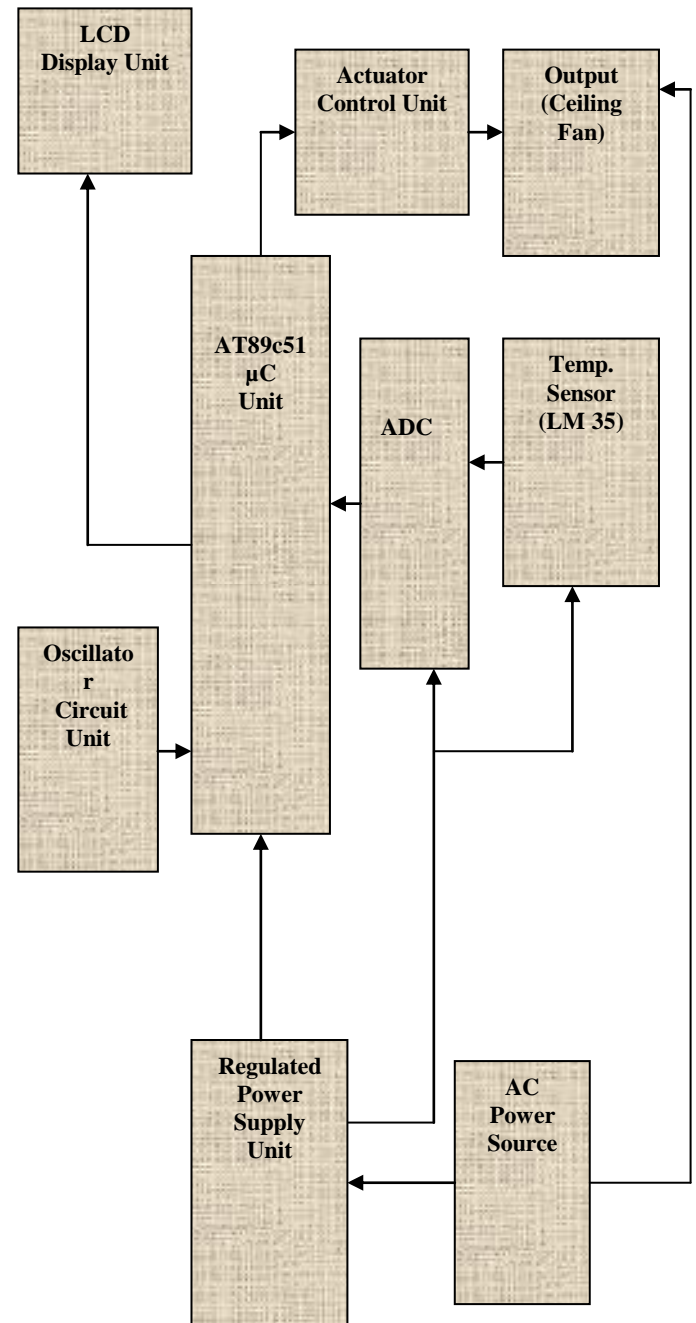 LCD
Display Unit
Actuator
Control Unit
Output
(Ceiling
Fan)
AT89c51
µC
Unit
ADC
Temp.
Sensor
(LM 35)
Oscillato
r
Circuit
Unit
Regulated
Power
Supply
Unit
AC
Power
Source